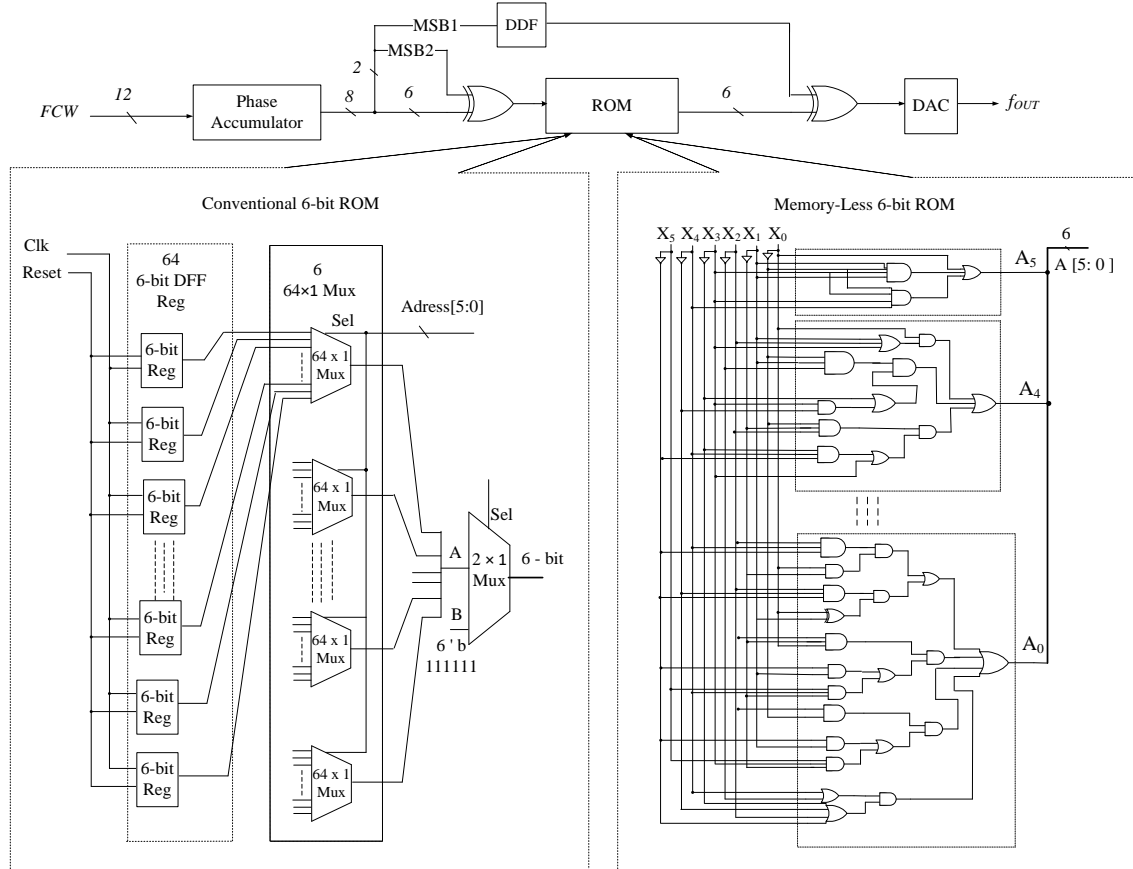 MSB1
DDF
MSB2
2
12
8
6
6
FCW
Phase
Accumulator
ROM
DAC
fOUT
Conventional 6-bit ROM
Clk
Reset
64
6-bit DFF
Reg
6
64×1 Mux
Sel
Adress[5:0]
6-bit
Reg
64 x 1
Mux
6-bit
Reg
6-bit
Reg
64 x 1
Mux
Sel
A
2 × 1
Mux
6 - bit
B
6 ' b
111111
6-bit
Reg
64 x 1
Mux
6-bit
Reg
6-bit
Reg
64 x 1
Mux
Memory-Less 6-bit ROM
X5 X4 X3 X2 X1 X0
6
A5
A [5: 0 ]
A4
A0